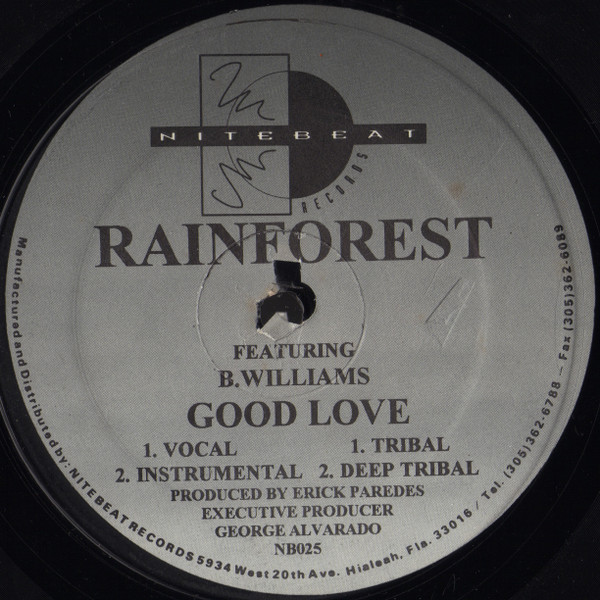 NITEBEAT
RECORDS
RAINFOREST
FEATURING
B.WILLIAMS
GOOD LOVE
1. VOCAL 1. TRIBAL
2. INSTRUMENTAL 2. DEEP TRIBAL
PRODUCED BY ERICK PAREDES
EXECUTIVE PRODUCER
GEORGE ALVARADO
NB025
Manufactured and Distributed by: NITEBEAT RECORDS 5934 West 20th Ave. Hialeah, Fla. 33016 / Tel. (305)362-6788 – Fax (305)362-6089